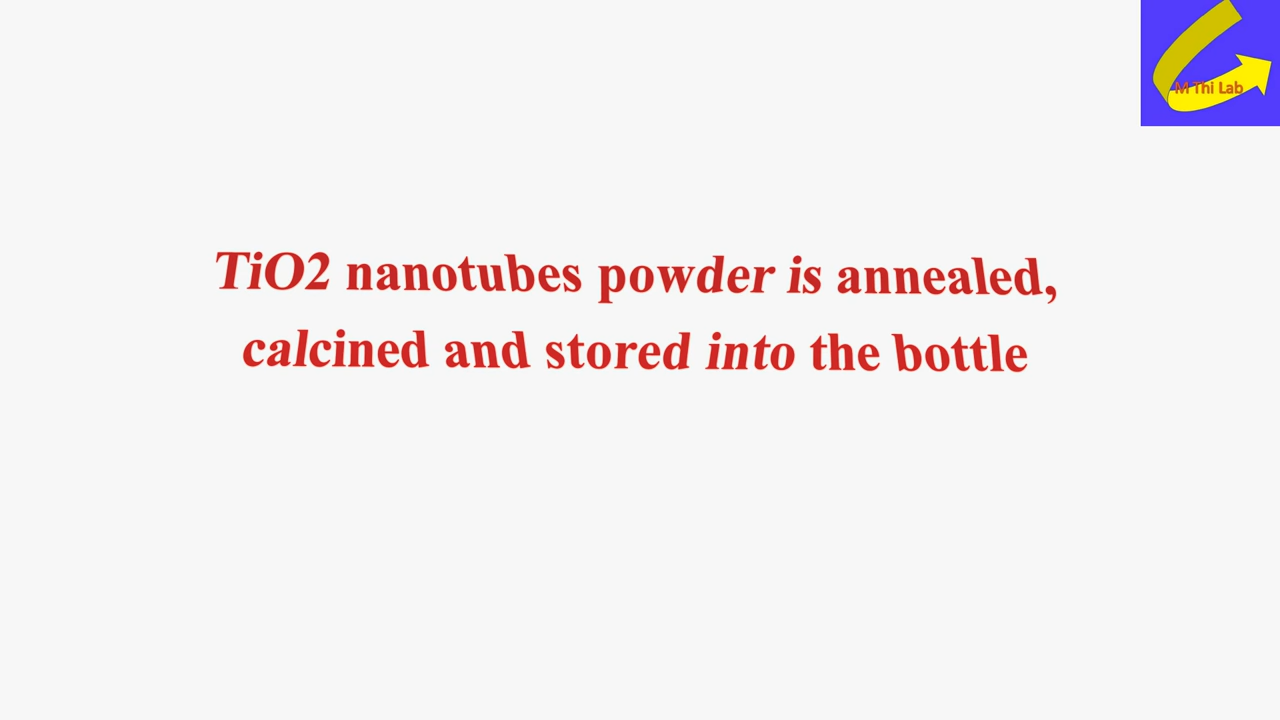 M Thi Lab
TiO2 nanotubes powder is annealed,
calcined and stored into the bottle